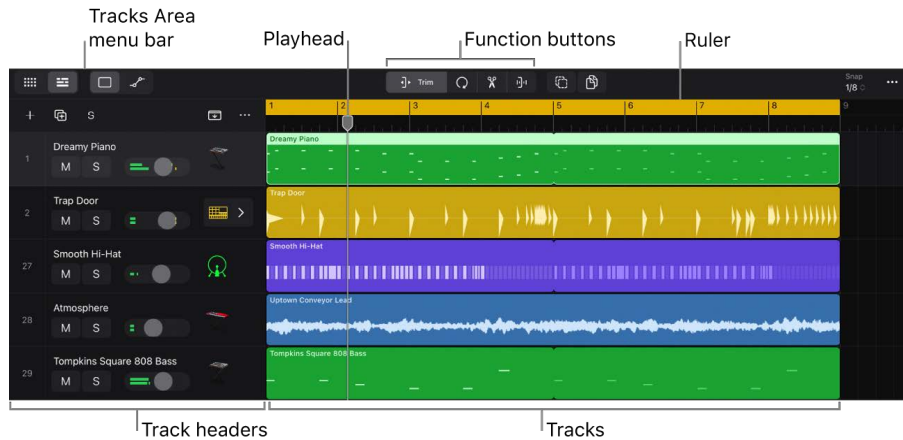 Tracks Area
menu bar
Playhead
Function buttons
Ruler
Trim
Snap
1/8
S
1 2 3 4 5 6 7 8 9
1
Dreamy Piano
M S
Dreamy Piano
2
Trap Door
M S
Trap Door
27
Smooth Hi-Hat
M S
Smooth Hi-Hat
28
Atmosphere
M S
Uptown Conveyor Lead
29
Tompkins Square 808 Bass
M S
Tompkins Square 808 Bass
Track headers
Tracks